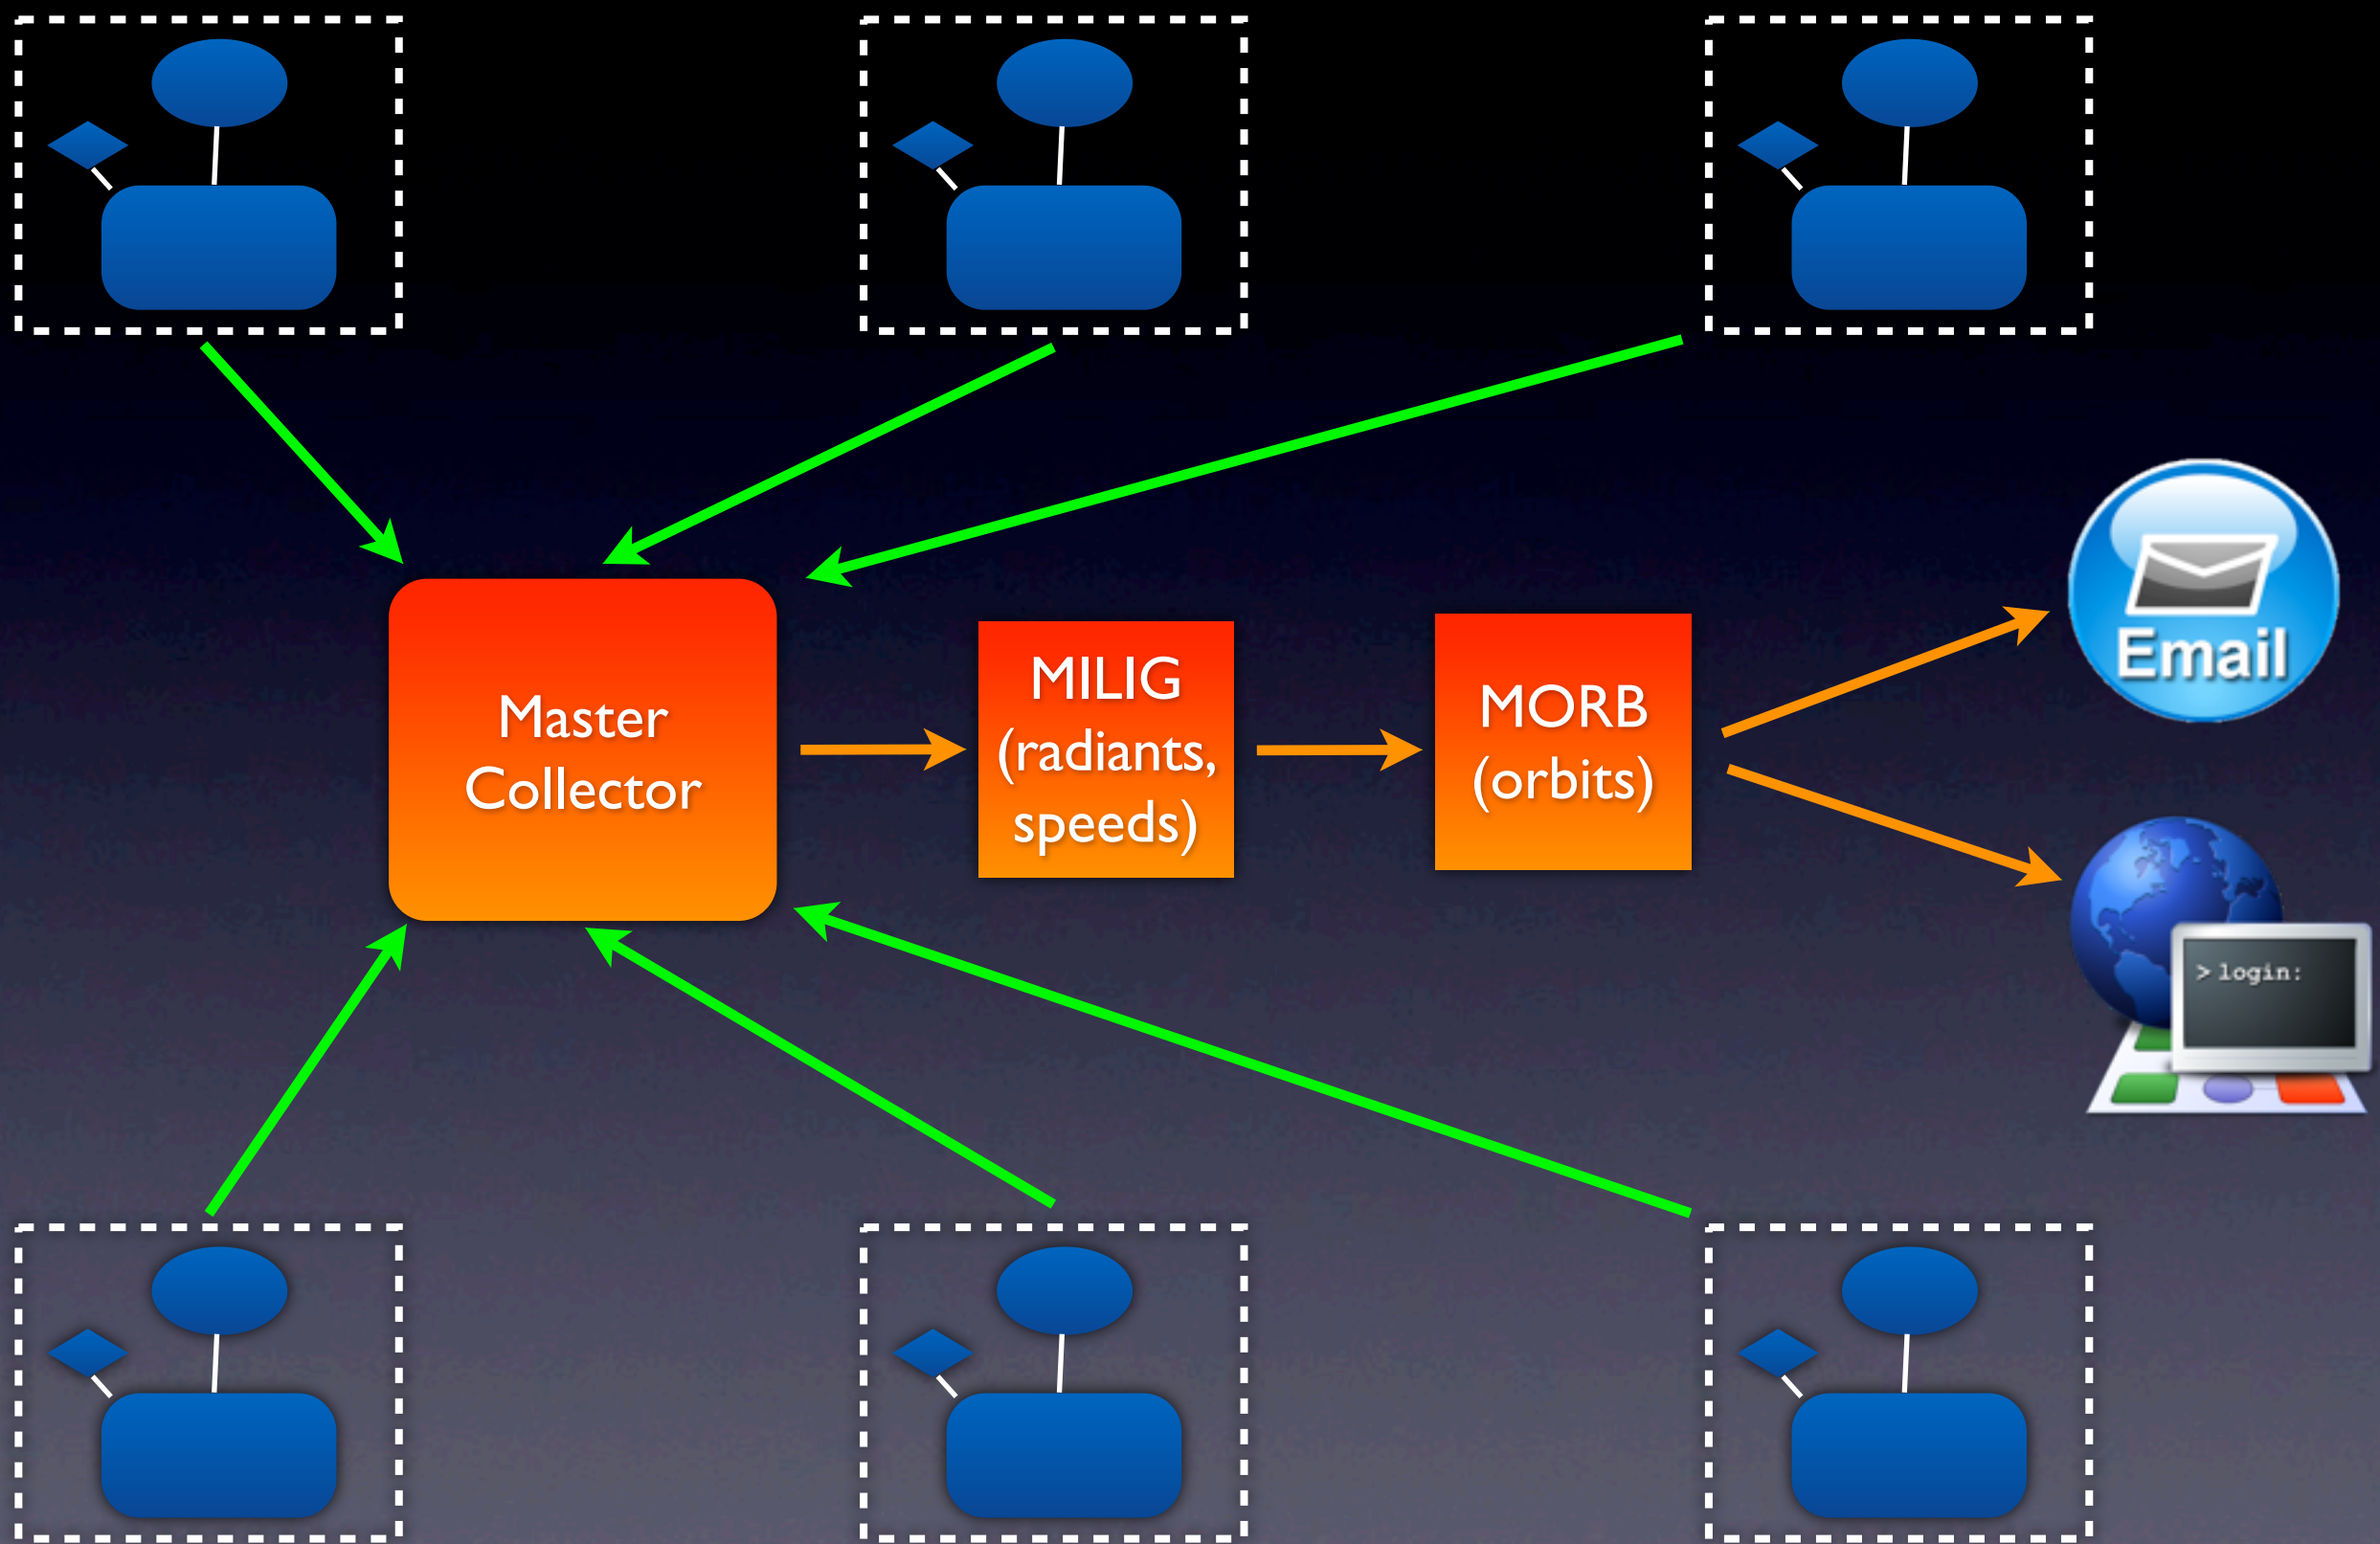 Master
Collector
MILIG
(radiants,
speeds)
MORB
(orbits)
Email
> login: